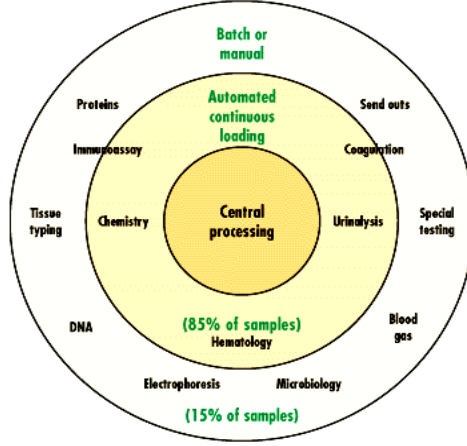 Batch or
manual
Proteins
Send outs
Automated
continuous
loading
Immunoassay
Coagulation
Tissue
typing
Chemistry
Central
processing
Urinalysis
Special
testing
DNA
(85% of samples)
Hematology
Blood
gas
Electrophoresis
Microbiology
(15% of samples)